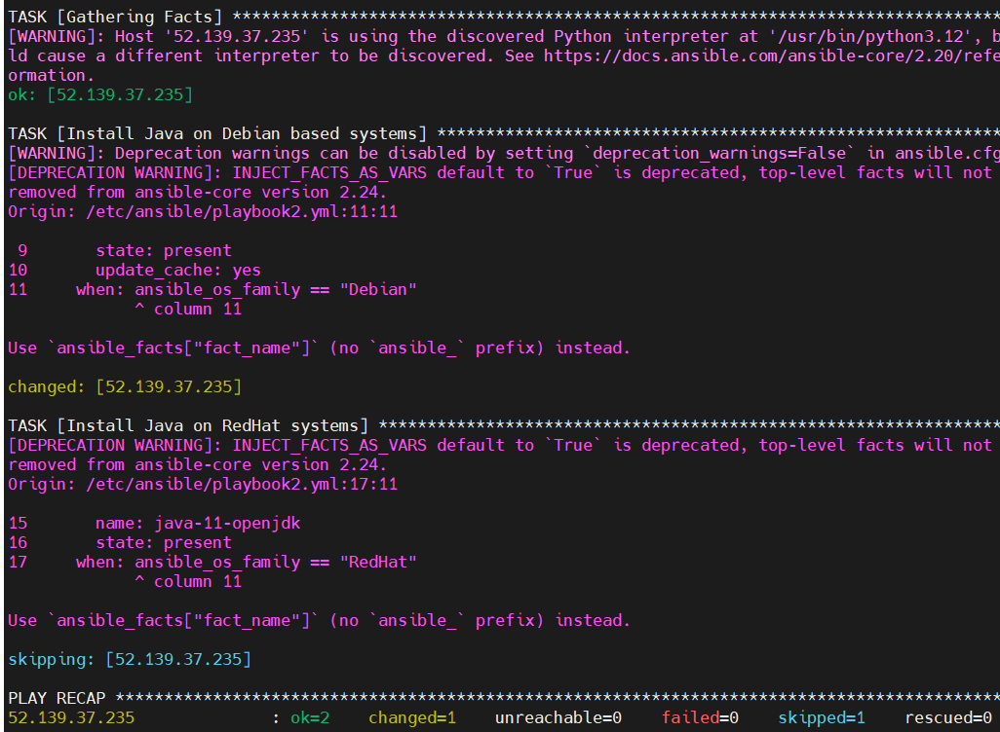 TASK [Gathering Facts] *******************************************************************************
[WARNING]: Host '52.139.37.235' is using the discovered Python interpreter at '/usr/bin/python3.12', b
ld cause a different interpreter to be discovered. See https://docs.ansible.com/ansible-core/2.20/refe
ormation.
ok: [52.139.37.235]
TASK [Install Java on Debian based systems] **********************************************************
[WARNING]: Deprecation warnings can be disabled by setting `deprecation_warnings=False` in ansible.cfg
[DEPRECATION WARNING]: INJECT_FACTS_AS_VARS default to `True` is deprecated, top-level facts will not
removed from ansible-core version 2.24.
Origin: /etc/ansible/playbook2.yml:11:11
9       state: present
10       update_cache: yes
11     when: ansible_os_family == "Debian"
^ column 11
Use `ansible_facts["fact_name"]` (no `ansible_` prefix) instead.
changed: [52.139.37.235]
TASK [Install Java on RedHat systems] ****************************************************************
[DEPRECATION WARNING]: INJECT_FACTS_AS_VARS default to `True` is deprecated, top-level facts will not
removed from ansible-core version 2.24.
Origin: /etc/ansible/playbook2.yml:17:11
15       name: java-11-openjdk
16       state: present
17     when: ansible_os_family == "RedHat"
^ column 11
Use `ansible_facts["fact_name"]` (no `ansible_` prefix) instead.
skipping: [52.139.37.235]
PLAY RECAP *******************************************************************************************
52.139.37.235              : ok=2    changed=1    unreachable=0    failed=0    skipped=1    rescued=0